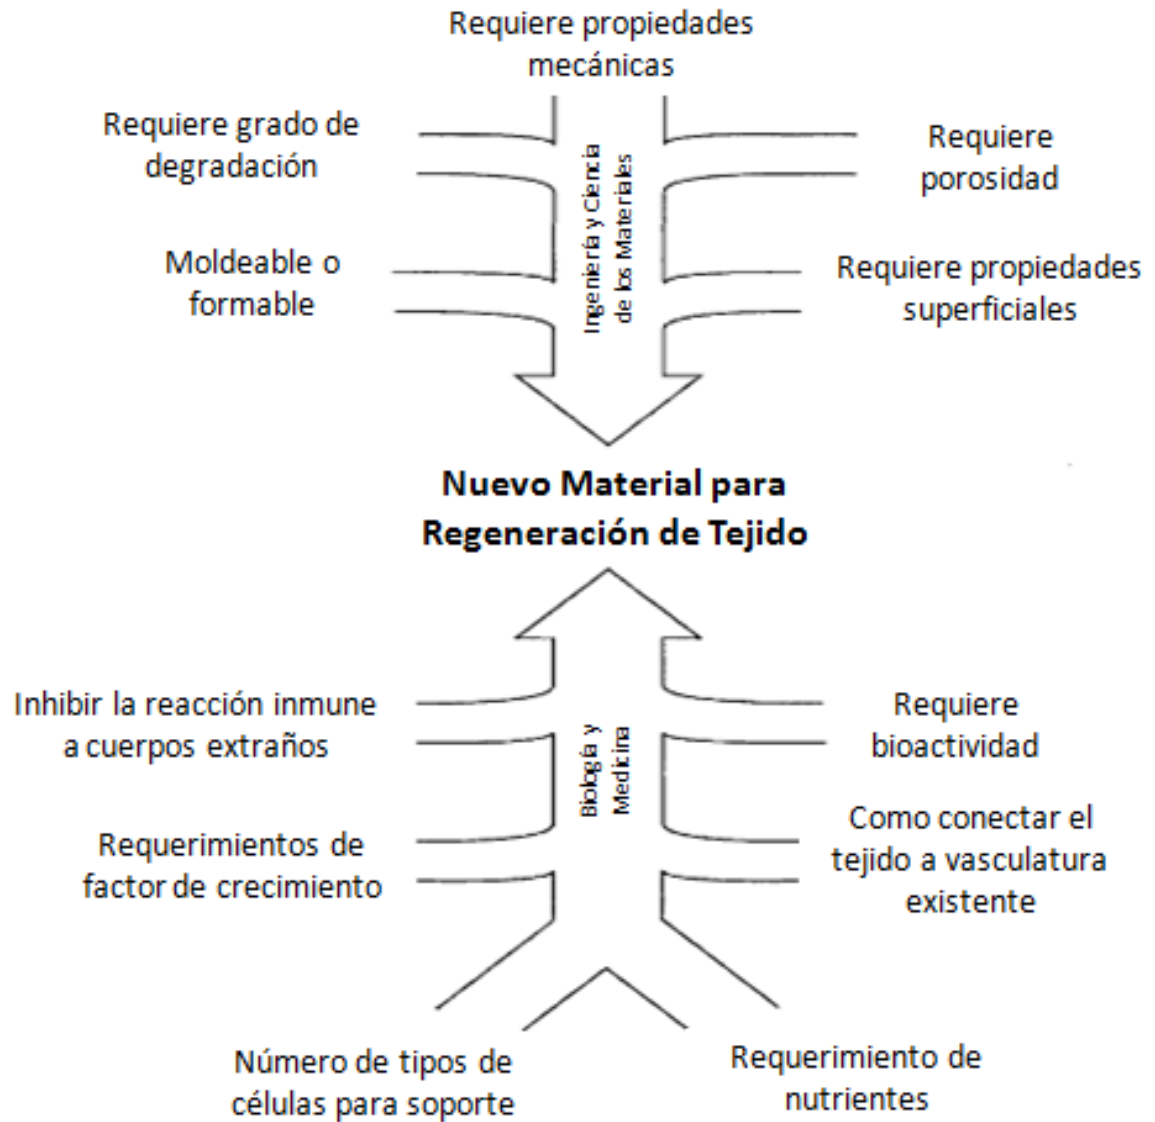 Requiere propiedades
mecánicas
Requiere grado de
degradación
Requiere
porosidad
Ingeniería y Ciencia
de los Materiales
Moldeable o
formable
Requiere propiedades
superficiales
Nuevo Material para
Regeneración de Tejido
Inhibir la reacción inmune
a cuerpos extraños
Requiere
bioactividad
Biología y
Medicina
Requerimientos de
factor de crecimiento
Como conectar el
tejido a vasculatura
existente
Número de tipos de
células para soporte
Requerimiento de
nutrientes